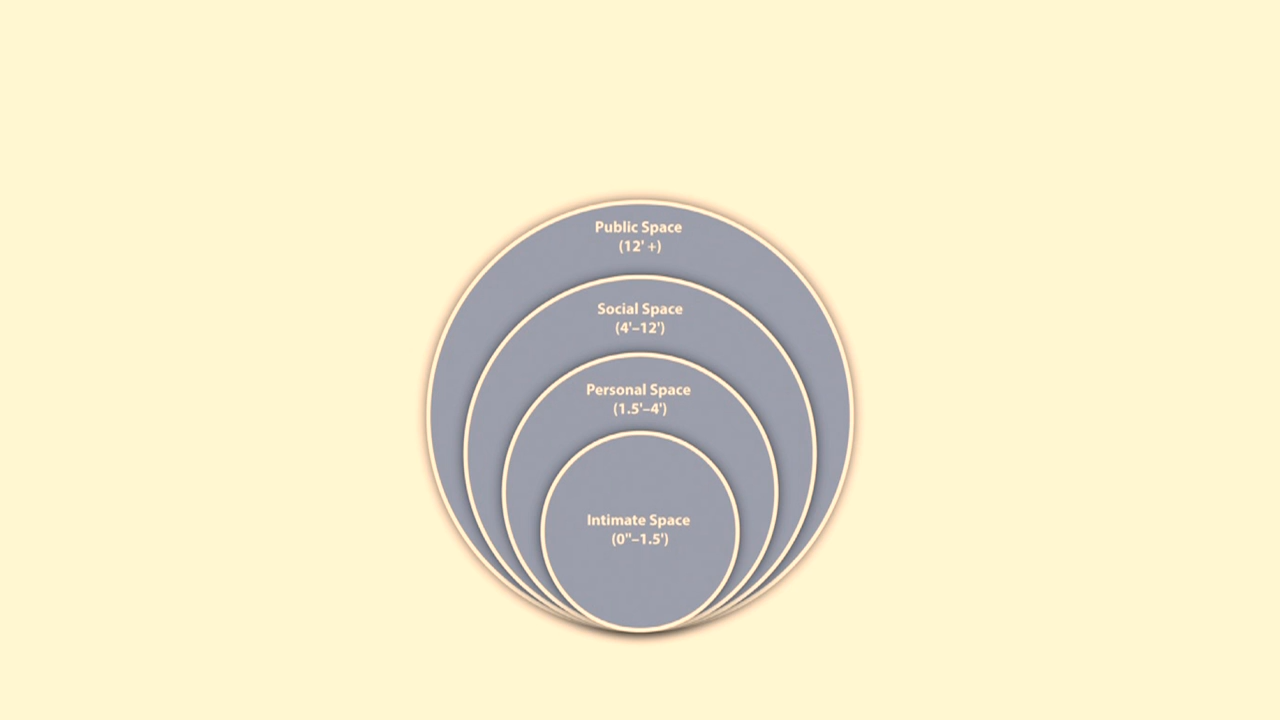 Public Space
(12' +)
Social Space
(4'–12')
Personal Space
(1.5'–4')
Intimate Space
(0"–1.5')